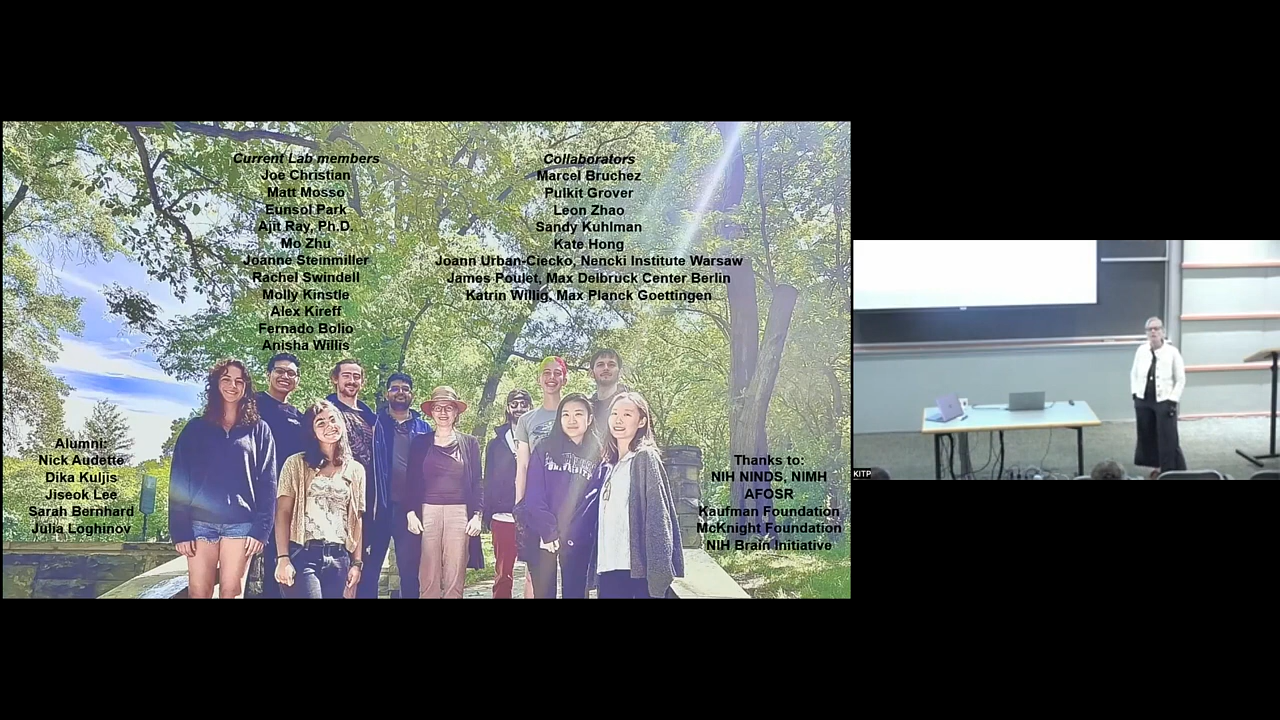 Current Lab members
Joe Christian
Matt Mosso
Eunsol Park
Ajit Ray, Ph.D.
Mo Zhu
Joanne Steinmiller
Rachel Swindell
Molly Kinstle
Alex Kireff
Fernado Bolio
Anisha Willis
Collaborators
Marcel Bruchez
Pulkit Grover
Leon Zhao
Sandy Kuhlman
Kate Hong
Joann Urban-Ciecko, Nencki Institute Warsaw
James Poulet, Max Delbruck Center Berlin
Katrin Willig, Max Planck Goettingen
Alumni:
Nick Audette
Dika Kuljis
Jiseok Lee
Sarah Bernhard
Julia Loghinov
Thanks to:
NIH NINDS, NIMH
AFOSR
Kaufman Foundation
McKnight Foundation
NIH Brain Initiative
KITP